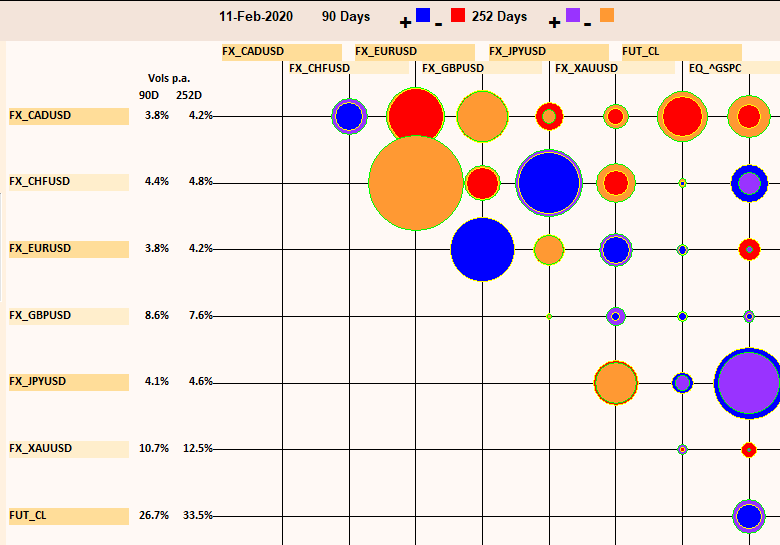 11-Feb-2020 90 Days + - 252 Days + -
FX_CADUSD FX_EURUSD FX_JPYUSD FUT_CL
FX_CHFUSD FX_GBPUSD FX_XAUUSD EQ_^GSPC
Vols p.a.
90D 252D
FX_CADUSD 3.8% 4.2%
FX_CHFUSD 4.4% 4.8%
FX_EURUSD 3.8% 4.2%
FX_GBPUSD 8.6% 7.6%
FX_JPYUSD 4.1% 4.6%
FX_XAUUSD 10.7% 12.5%
FUT_CL 26.7% 33.5%